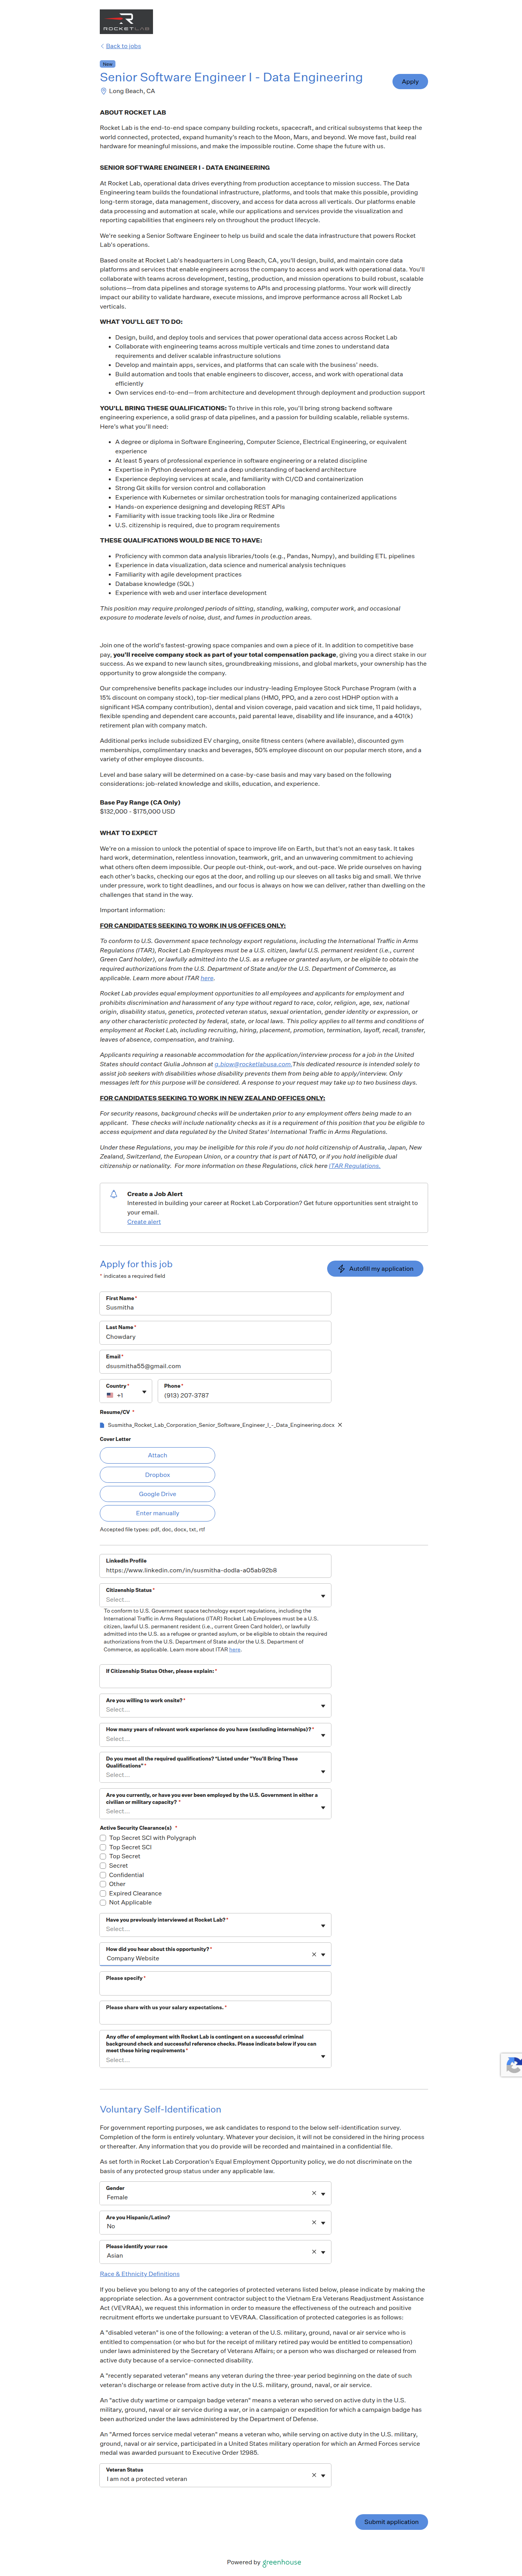 ROCKETLAB
Back to jobs
New
Senior Software Engineer I - Data Engineering
Long Beach, CA
Apply
ABOUT ROCKET LAB
Rocket Lab is the end-to-end space company building rockets, spacecraft, and critical subsystems that keep the
world connected, protected, expand humanity's reach to the Moon, Mars, and beyond. We move fast, build real
hardware for meaningful missions, and make the impossible routine. Come shape the future with us.
SENIOR SOFTWARE ENGINEER I - DATA ENGINEERING
At Rocket Lab, operational data drives everything from production acceptance to mission success. The Data
Engineering team builds the foundational infrastructure, platforms, and tools that make this possible, providing
long-term storage, data management, discovery, and access for data across all verticals. Our platforms enable
data processing and automation at scale, while our applications and services provide the visualization and
reporting capabilities that engineers rely on throughout the product lifecycle.
We're seeking a Senior Software Engineer to help us build and scale the data infrastructure that powers Rocket
Lab's operations.
Based onsite at Rocket Lab's headquarters in Long Beach, CA, you'll design, build, and maintain core data
platforms and services that enable engineers across the company to access and work with operational data. You'll
collaborate with teams across development, testing, production, and mission operations to build robust, scalable
solutions—from data pipelines and storage systems to APIs and processing platforms. Your work will directly
impact our ability to validate hardware, execute missions, and improve performance across all Rocket Lab
verticals.
WHAT YOU'LL GET TO DO:
Design, build, and deploy tools and services that power operational data access across Rocket Lab
Collaborate with engineering teams across multiple verticals and time zones to understand data
requirements and deliver scalable infrastructure solutions
Develop and maintain apps, services, and platforms that can scale with the business' needs.
Build automation and tools that enable engineers to discover, access, and work with operational data
efficiently
Own services end-to-end—from architecture and development through deployment and production support
YOU'LL BRING THESE QUALIFICATIONS: To thrive in this role, you'll bring strong backend software
engineering experience, a solid grasp of data pipelines, and a passion for building scalable, reliable systems.
Here's what you'll need:
A degree or diploma in Software Engineering, Computer Science, Electrical Engineering, or equivalent
experience
At least 5 years of professional experience in software engineering or a related discipline
Expertise in Python development and a deep understanding of backend architecture
Experience deploying services at scale, and familiarity with CI/CD and containerization
Strong Git skills for version control and collaboration
Experience with Kubernetes or similar orchestration tools for managing containerized applications
Hands-on experience designing and developing REST APIs
Familiarity with issue tracking tools like Jira or Redmine
U.S. citizenship is required, due to program requirements
THESE QUALIFICATIONS WOULD BE NICE TO HAVE:
Proficiency with common data analysis libraries/tools (e.g., Pandas, Numpy), and building ETL pipelines
Experience in data visualization, data science and numerical analysis techniques
Familiarity with agile development practices
Database knowledge (SQL)
Experience with web and user interface development
This position may require prolonged periods of sitting, standing, walking, computer work, and occasional
exposure to moderate levels of noise, dust, and fumes in production areas.
Join one of the world's fastest-growing space companies and own a piece of it. In addition to competitive base
pay, you'll receive company stock as part of your total compensation package, giving you a direct stake in our
success. As we expand to new launch sites, groundbreaking missions, and global markets, your ownership has the
opportunity to grow alongside the company.
Our comprehensive benefits package includes our industry-leading Employee Stock Purchase Program (with a
15% discount on company stock), top-tier medical plans (HMO, PPO, and a zero cost HDHP option with a
significant HSA company contribution), dental and vision coverage, paid vacation and sick time, 11 paid holidays,
flexible spending and dependent care accounts, paid parental leave, disability and life insurance, and a 401(k)
retirement plan with company match.
Additional perks include subsidized EV charging, onsite fitness centers (where available), discounted gym
memberships, complimentary snacks and beverages, 50% employee discount on our popular merch store, and a
variety of other employee discounts.
Level and base salary will be determined on a case-by-case basis and may vary based on the following
considerations: job-related knowledge and skills, education, and experience.
Base Pay Range (CA Only)
$132,000 - $175,000 USD
WHAT TO EXPECT
We're on a mission to unlock the potential of space to improve life on Earth, but that's not an easy task. It takes
hard work, determination, relentless innovation, teamwork, grit, and an unwavering commitment to achieving
what others often deem impossible. Our people out-think, out-work, and out-pace. We pride ourselves on having
each other's backs, checking our egos at the door, and rolling up our sleeves on all tasks big and small. We thrive
under pressure, work to tight deadlines, and our focus is always on how we can deliver, rather than dwelling on the
challenges that stand in the way.
Important information:
FOR CANDIDATES SEEKING TO WORK IN US OFFICES ONLY:
To conform to U.S. Government space technology export regulations, including the International Traffic in Arms
Regulations (ITAR), Rocket Lab Employees must be a U.S. citizen, lawful U.S. permanent resident (i.e., current
Green Card holder), or lawfully admitted into the U.S. as a refugee or granted asylum, or be eligible to obtain the
required authorizations from the U.S. Department of State and/or the U.S. Department of Commerce, as
applicable. Learn more about ITAR here.
Rocket Lab provides equal employment opportunities to all employees and applicants for employment and
prohibits discrimination and harassment of any type without regard to race, color, religion, age, sex, national
origin, disability status, genetics, protected veteran status, sexual orientation, gender identity or expression, or
any other characteristic protected by federal, state, or local laws. This policy applies to all terms and conditions of
employment at Rocket Lab, including recruiting, hiring, placement, promotion, termination, layoff, recall, transfer,
leaves of absence, compensation, and training.
Applicants requiring a reasonable accommodation for the application/interview process for a job in the United
States should contact Giulia Johnson at g.biow@rocketlabusa.com. This dedicated resource is intended solely to
assist job seekers with disabilities whose disability prevents them from being able to apply/interview. Only
messages left for this purpose will be considered. A response to your request may take up to two business days.
FOR CANDIDATES SEEKING TO WORK IN NEW ZEALAND OFFICES ONLY:
For security reasons, background checks will be undertaken prior to any employment offers being made to an
applicant.  These checks will include nationality checks as it is a requirement of this position that you be eligible to
access equipment and data regulated by the United States' International Traffic in Arms Regulations.
Under these Regulations, you may be ineligible for this role if you do not hold citizenship of Australia, Japan, New
Zealand, Switzerland, the European Union, or a country that is part of NATO, or if you hold ineligible dual
citizenship or nationality.  For more information on these Regulations, click here ITAR Regulations.
Create a Job Alert
Interested in building your career at Rocket Lab Corporation? Get future opportunities sent straight to
your email.
Create alert
Apply for this job
* indicates a required field
Autofill my application
First Name*
Susmitha
Last Name*
Chowdary
Email*
dsusmitha55@gmail.com
Country* Phone*
+1 (913) 207-3787
Resume/CV *
Susmitha_Rocket_Lab_Corporation_Senior_Software_Engineer_I_-_Data_Engineering.docx
Cover Letter
Attach
Dropbox
Google Drive
Enter manually
Accepted file types: pdf, doc, docx, txt, rtf
LinkedIn Profile
https://www.linkedin.com/in/susmitha-dodla-a05ab92b8
Citizenship Status*
Select...
To conform to U.S. Government space technology export regulations, including the
International Traffic in Arms Regulations (ITAR) Rocket Lab Employees must be a U.S.
citizen, lawful U.S. permanent resident (i.e., current Green Card holder), or lawfully
admitted into the U.S. as a refugee or granted asylum, or be eligible to obtain the required
authorizations from the U.S. Department of State and/or the U.S. Department of
Commerce, as applicable. Learn more about ITAR here.
If Citizenship Status Other, please explain:*
Are you willing to work onsite?*
Select...
How many years of relevant work experience do you have (excluding internships)?*
Select...
Do you meet all the required qualifications? *Listed under "You'll Bring These
Qualifications"*
Select...
Are you currently, or have you ever been employed by the U.S. Government in either a
civilian or military capacity? *
Select...
Active Security Clearance(s) *
Top Secret SCI with Polygraph
Top Secret SCI
Top Secret
Secret
Confidential
Other
Expired Clearance
Not Applicable
Have you previously interviewed at Rocket Lab?*
Select...
How did you hear about this opportunity?*
Company Website
Please specify*
Please share with us your salary expectations. *
Any offer of employment with Rocket Lab is contingent on a successful criminal
background check and successful reference checks. Please indicate below if you can
meet these hiring requirements*
Select...
Voluntary Self-Identification
For government reporting purposes, we ask candidates to respond to the below self-identification survey.
Completion of the form is entirely voluntary. Whatever your decision, it will not be considered in the hiring process
or thereafter. Any information that you do provide will be recorded and maintained in a confidential file.
As set forth in Rocket Lab Corporation's Equal Employment Opportunity policy, we do not discriminate on the
basis of any protected group status under any applicable law.
Gender
Female
Are you Hispanic/Latino?
No
Please identify your race
Asian
Race & Ethnicity Definitions
If you believe you belong to any of the categories of protected veterans listed below, please indicate by making the
appropriate selection. As a government contractor subject to the Vietnam Era Veterans Readjustment Assistance
Act (VEVRAA), we request this information in order to measure the effectiveness of the outreach and positive
recruitment efforts we undertake pursuant to VEVRAA. Classification of protected categories is as follows:
A "disabled veteran" is one of the following: a veteran of the U.S. military, ground, naval or air service who is
entitled to compensation (or who but for the receipt of military retired pay would be entitled to compensation)
under laws administered by the Secretary of Veterans Affairs; or a person who was discharged or released from
active duty because of a service-connected disability.
A "recently separated veteran" means any veteran during the three-year period beginning on the date of such
veteran's discharge or release from active duty in the U.S. military, ground, naval, or air service.
An "active duty wartime or campaign badge veteran" means a veteran who served on active duty in the U.S.
military, ground, naval or air service during a war, or in a campaign or expedition for which a campaign badge has
been authorized under the laws administered by the Department of Defense.
An "Armed forces service medal veteran" means a veteran who, while serving on active duty in the U.S. military,
ground, naval or air service, participated in a United States military operation for which an Armed Forces service
medal was awarded pursuant to Executive Order 12985.
Veteran Status
I am not a protected veteran
Submit application
Powered by greenhouse